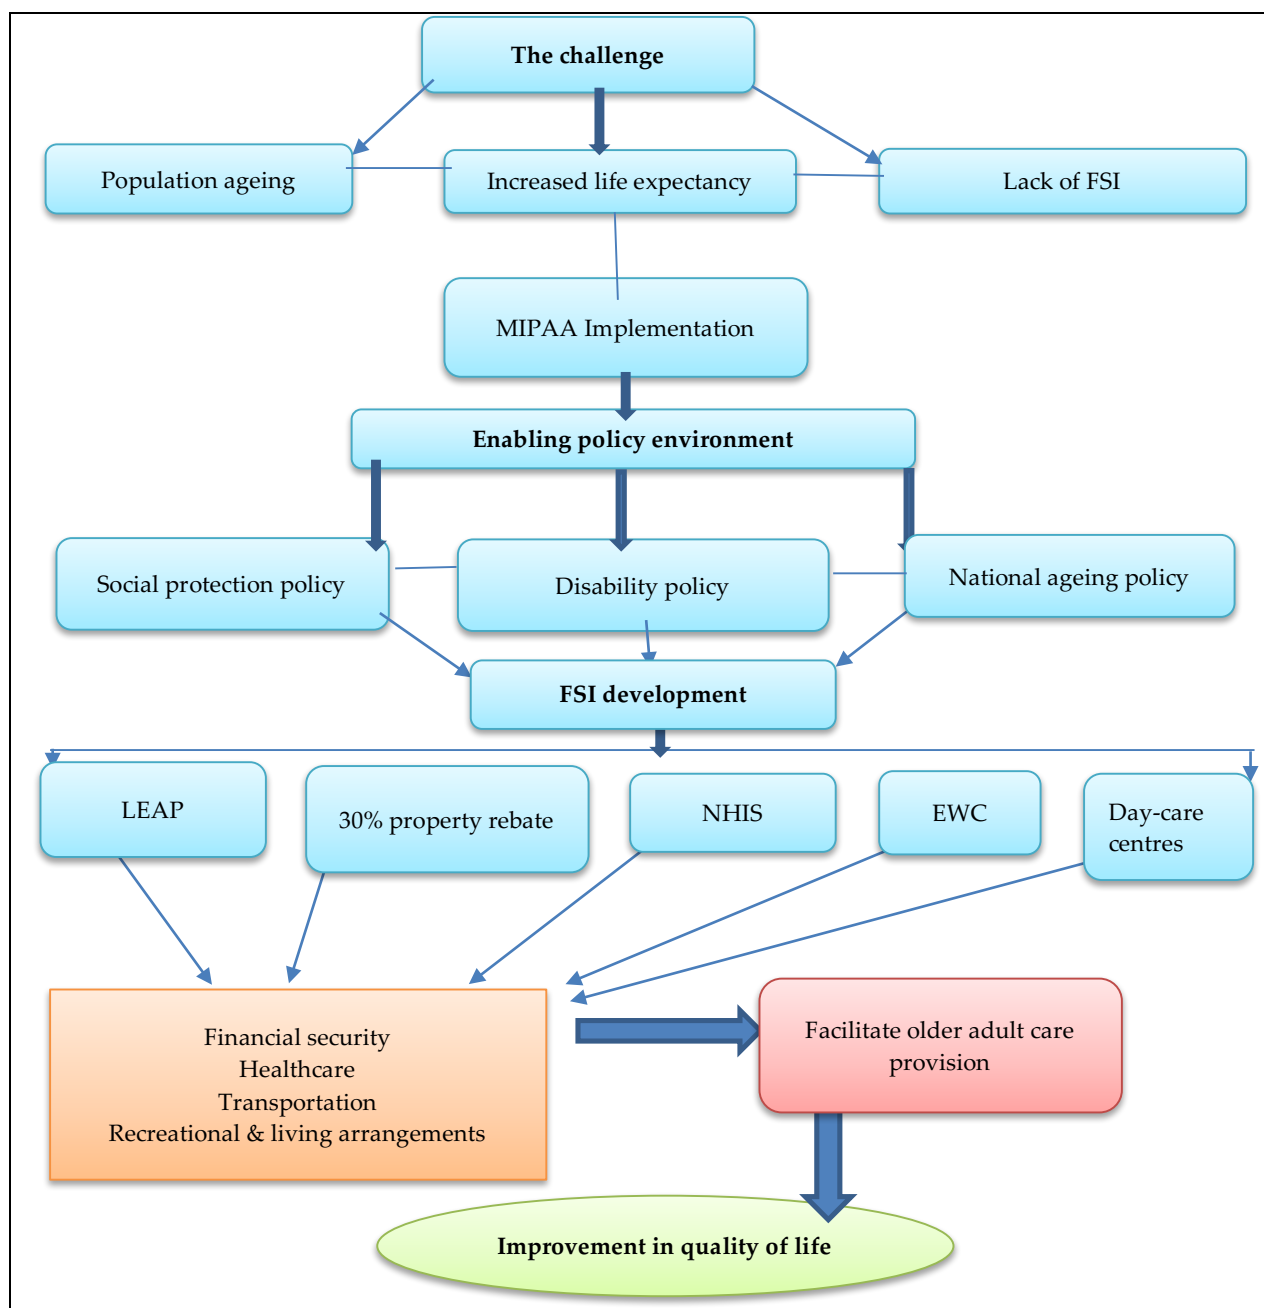 The challenge
Population ageing
Increased life expectancy
Lack of FSI
MIPAA Implementation
Enabling policy environment
Social protection policy
Disability policy
National ageing policy
FSI development
LEAP
30% property rebate
NHIS
EWC
Day-care
centres
Financial security
Healthcare
Transportation
Recreational & living arrangements
Facilitate older adult care
provision
Improvement in quality of life